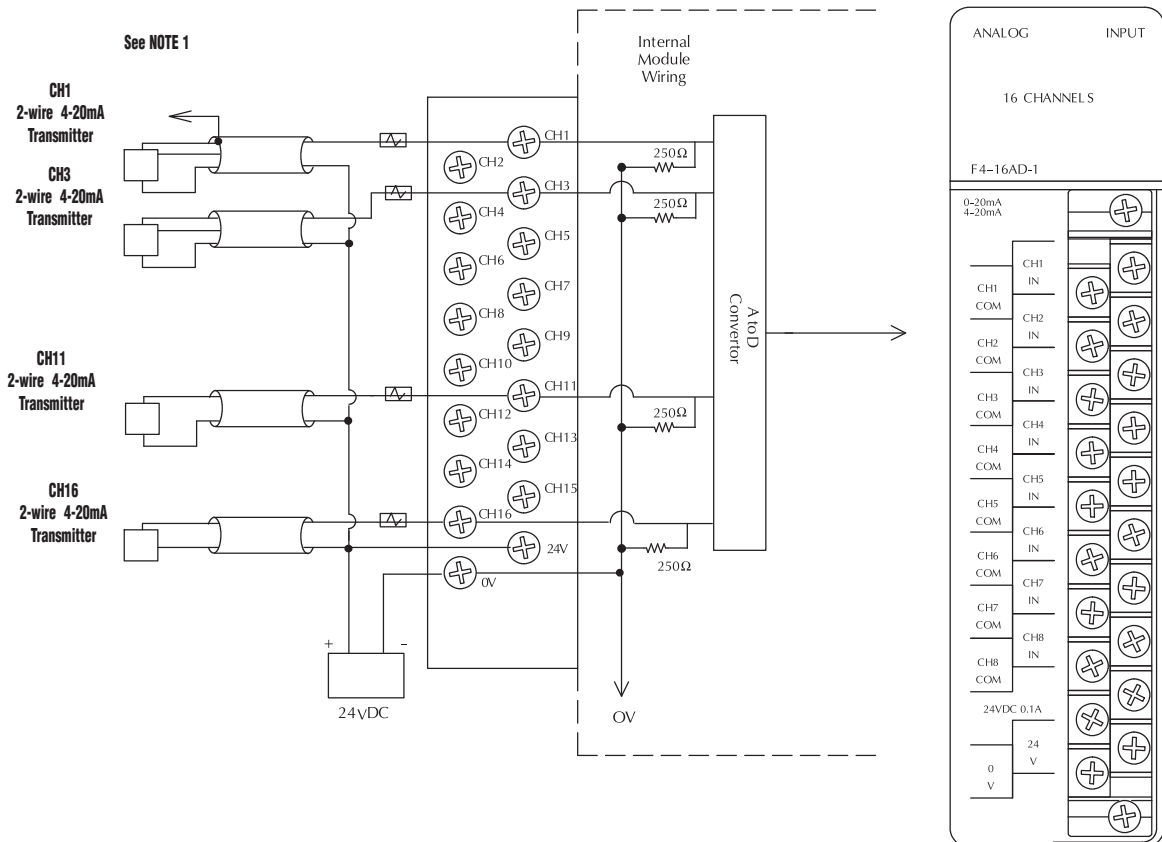 See NOTE 1
CH1
2-wire 4-20mA
Transmitter
CH3
2-wire 4-20mA
Transmitter
CH11
2-wire 4-20mA
Transmitter
CH16
2-wire 4-20mA
Transmitter
+
-
24VDC
CH1
CH2
CH3
CH4
CH5
CH6
CH7
CH8
CH9
CH10
CH11
CH12
CH13
CH14
CH15
CH16
24V
0V
Internal
Module
Wiring
250Ω
250Ω
250Ω
250Ω
A to D
Convertor
OV
ANALOG INPUT
16 CHANNELS
F4-16AD-1
0-20mA
4-20mA
CH1
IN
CH1
COM
CH2
IN
CH2
COM
CH3
IN
CH3
COM
CH4
IN
CH4
COM
CH5
IN
CH5
COM
CH6
IN
CH6
COM
CH7
IN
CH7
COM
CH8
IN
CH8
COM
24VDC 0.1A
24
V
0
V